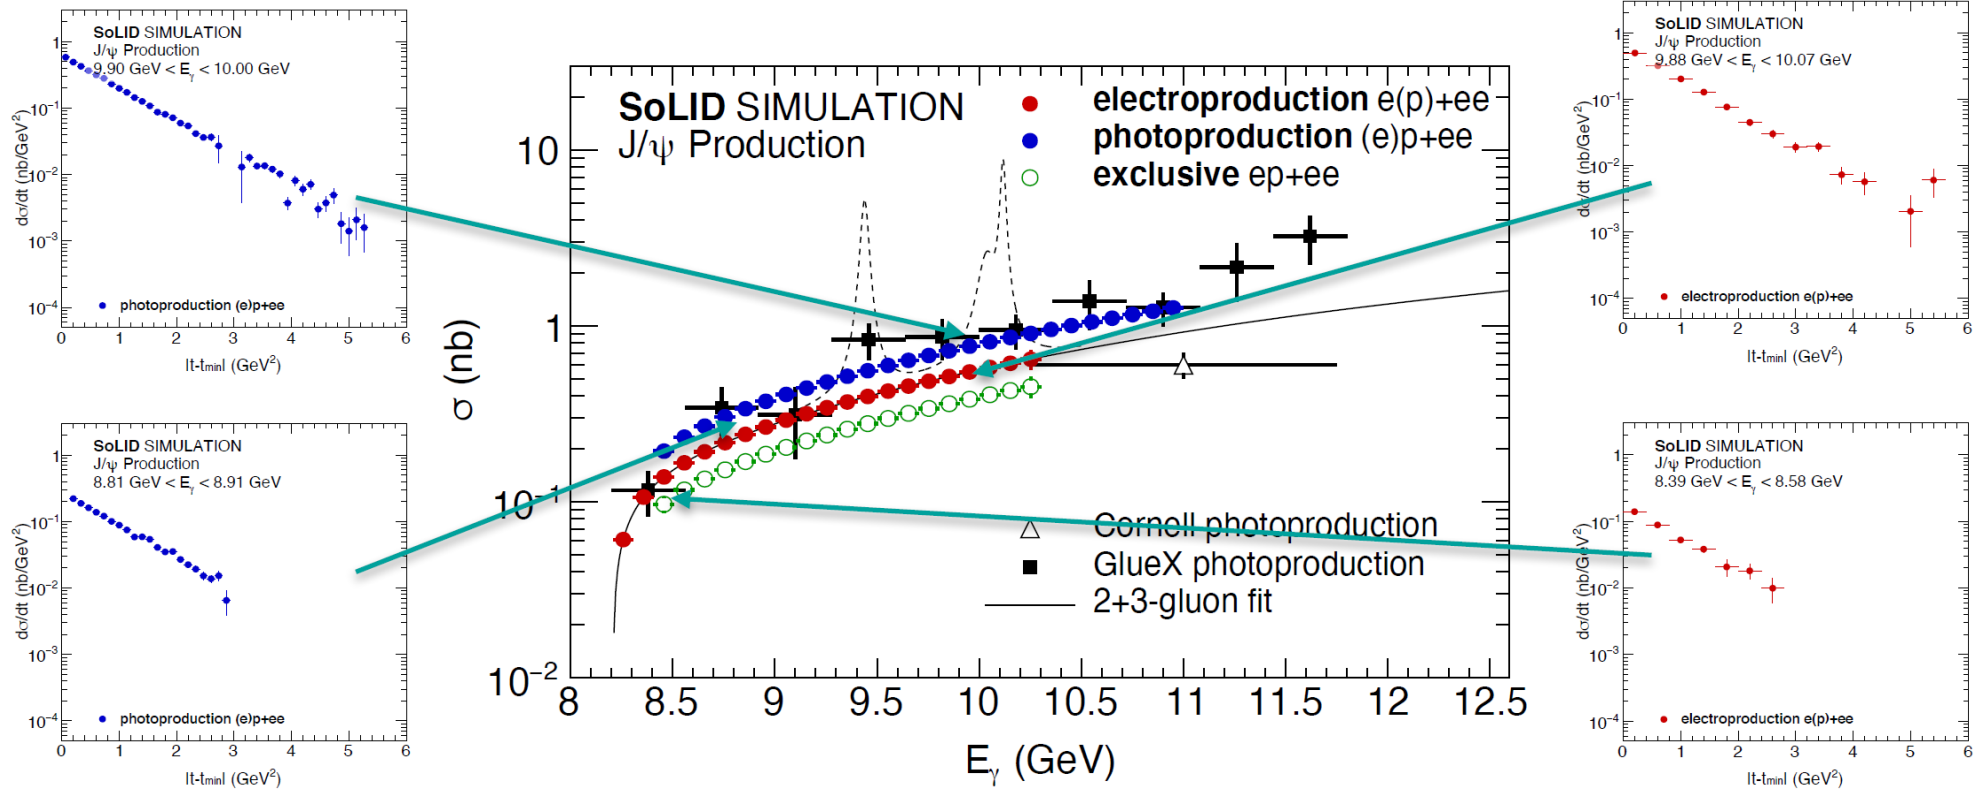 SoLID SIMULATION
J/ψ Production
9.90 GeV < Eγ < 10.00 GeV
1
10⁻¹
10⁻²
10⁻³
10⁻⁴
dσ/dt (nb/GeV²)
photoproduction (e)p+ee
0 1 2 3 4 5 6
|t-tmin| (GeV²)
SoLID SIMULATION
J/ψ Production
8.81 GeV < Eγ < 8.91 GeV
1
10⁻¹
10⁻²
10⁻³
10⁻⁴
dσ/dt (nb/GeV²)
photoproduction (e)p+ee
0 1 2 3 4 5 6
|t-tmin| (GeV²)
SoLID SIMULATION
J/ψ Production
electroproduction e(p)+ee
photoproduction (e)p+ee
exclusive ep+ee
10
1
10⁻¹
10⁻²
σ (nb)
Cornell photoproduction
GlueX photoproduction
2+3-gluon fit
8 8.5 9 9.5 10 10.5 11 11.5 12 12.5
Eγ (GeV)
SoLID SIMULATION
J/ψ Production
9.88 GeV < Eγ < 10.07 GeV
1
10⁻¹
10⁻²
10⁻³
10⁻⁴
dσ/dt (nb/GeV²)
electroproduction e(p)+ee
0 1 2 3 4 5 6
|t-tmin| (GeV²)
SoLID SIMULATION
J/ψ Production
8.39 GeV < Eγ < 8.58 GeV
1
10⁻¹
10⁻²
10⁻³
10⁻⁴
dσ/dt (nb/GeV²)
electroproduction e(p)+ee
0 1 2 3 4 5 6
|t-tmin| (GeV²)